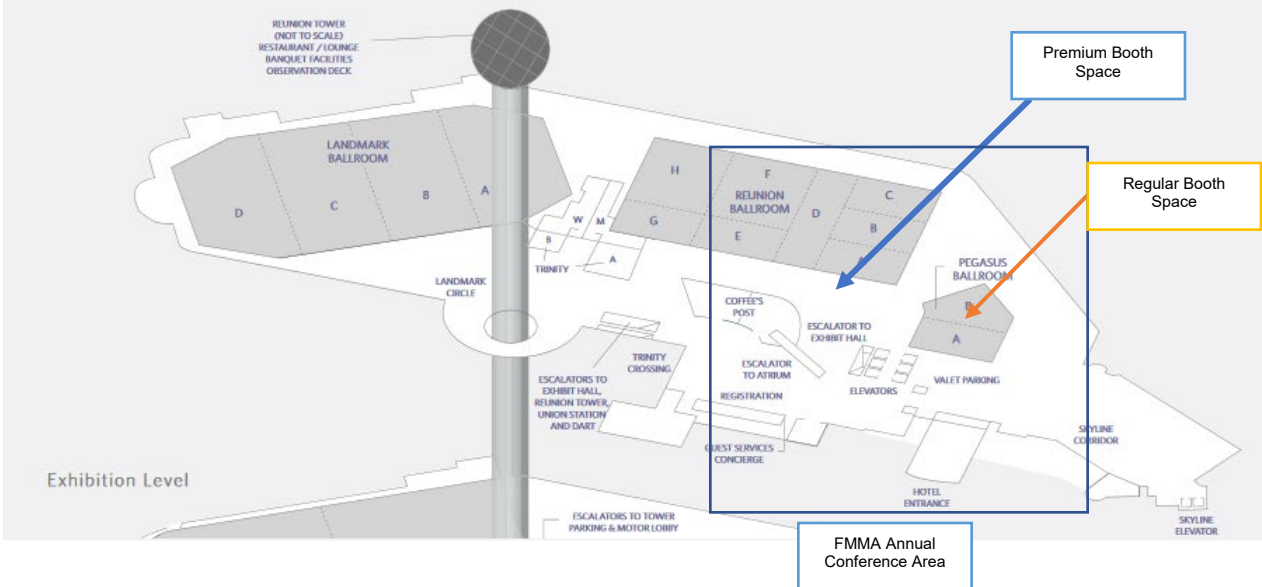 REUNION TOWER
(NOT TO SCALE)
RESTAURANT / LOUNGE
BANQUET FACILITIES
OBSERVATION DECK
Premium Booth
Space
Regular Booth
Space
LANDMARK
BALLROOM
D
C
B
A
H
F
REUNION
BALLROOM
G
E
D
C
B
A
W
M
B
A
TRINITY
PEGASUS
BALLROOM
B
A
LANDMARK
CIRCLE
COFFEE'S
POST
ESCALATOR TO
EXHIBIT HALL
TRINITY
CROSSING
ESCALATOR
TO ATRIUM
ELEVATORS
VALET PARKING
ESCALATORS TO
EXHIBIT HALL,
REUNION TOWER,
UNION STATION
AND DART
REGISTRATION
GUEST SERVICES
CONCIERGE
SKYLINE
CORRIDOR
HOTEL
ENTRANCE
Exhibition Level
ESCALATORS TO TOWER
PARKING & MOTOR LOBBY
SKYLINE
ELEVATOR
FMMA Annual
Conference Area